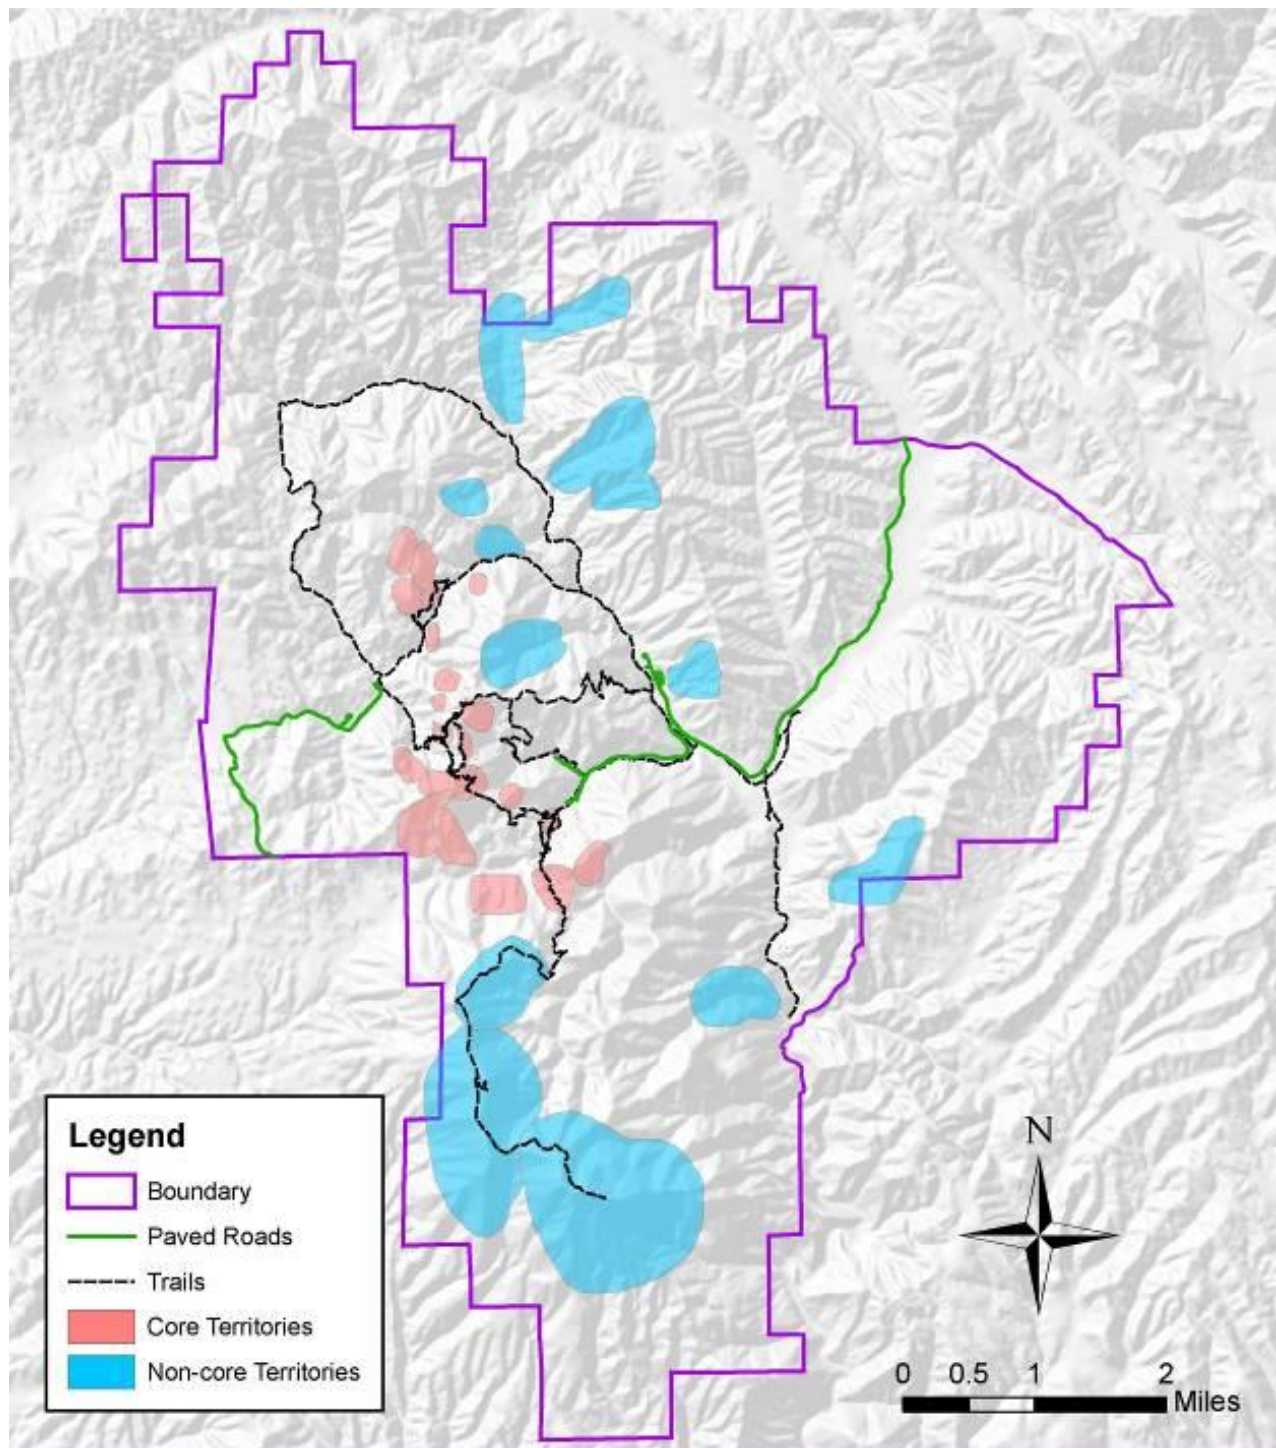 Legend
Boundary
Paved Roads
Trails
Core Territories
Non-core Territories
N
0 0.5 1 2
Miles